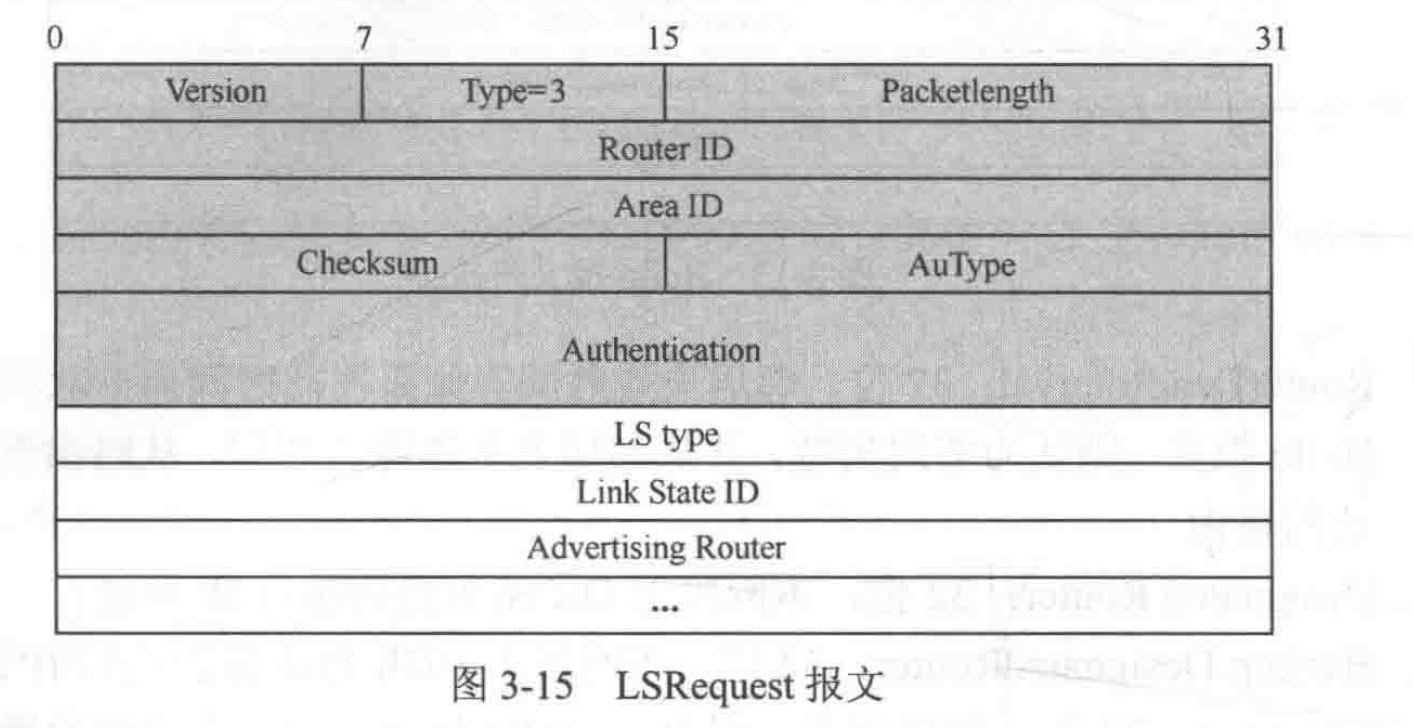 0 7 15 31
Version Type=3 Packetlength
Router ID
Area ID
Checksum AuType
Authentication
LS type
Link State ID
Advertising Router
...
图 3-15 LSRequest 报文